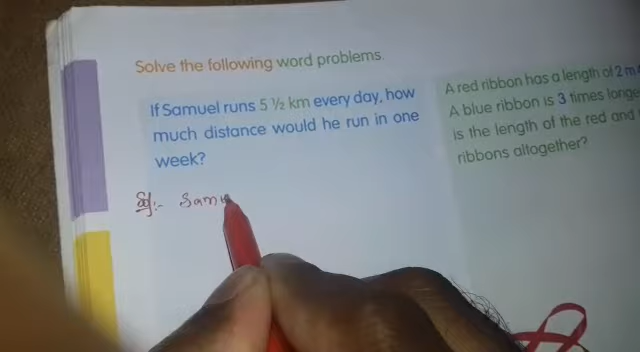 Solve the following word problems.
If Samuel runs 5 ½ km every day, how
much distance would he run in one
week?
Sol:- Samu
A red ribbon has a length of 2 m
A blue ribbon is 3 times longe
is the length of the red and
ribbons altogether?